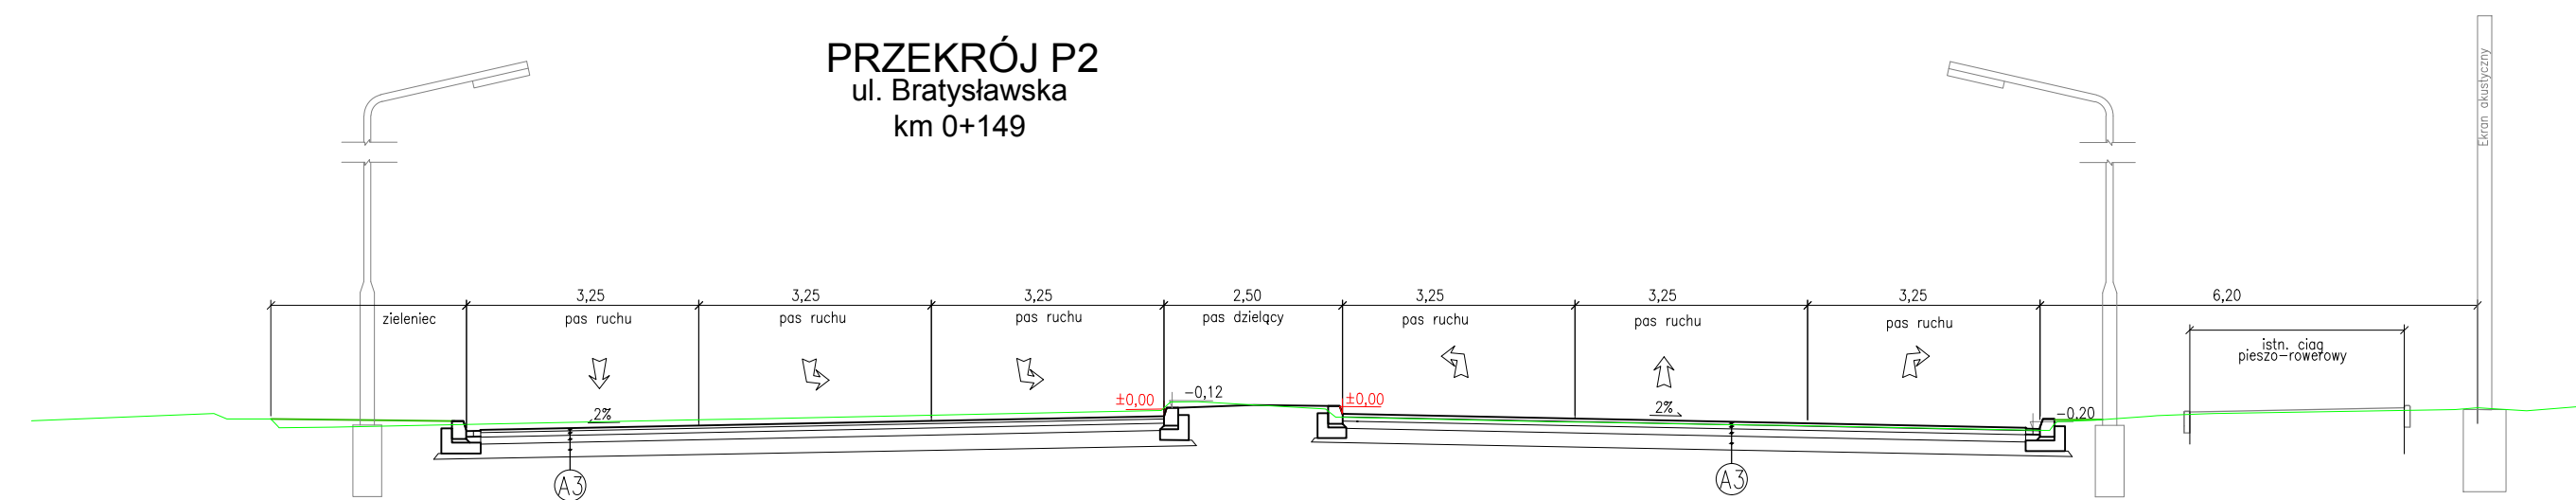 PRZEKRÓJ P2
ul. Bratysławska
km 0+149
Ekran akustyczny
3,25
3,25
3,25
2,50
3,25
3,25
3,25
6,20
zieleniec
pas ruchu
pas ruchu
pas ruchu
pas dzielący
pas ruchu
pas ruchu
pas ruchu
istn. ciąg
pieszo-rowerowy
±0,00
-0,12
±0,00
2%
2%
-0,20
A3
A3